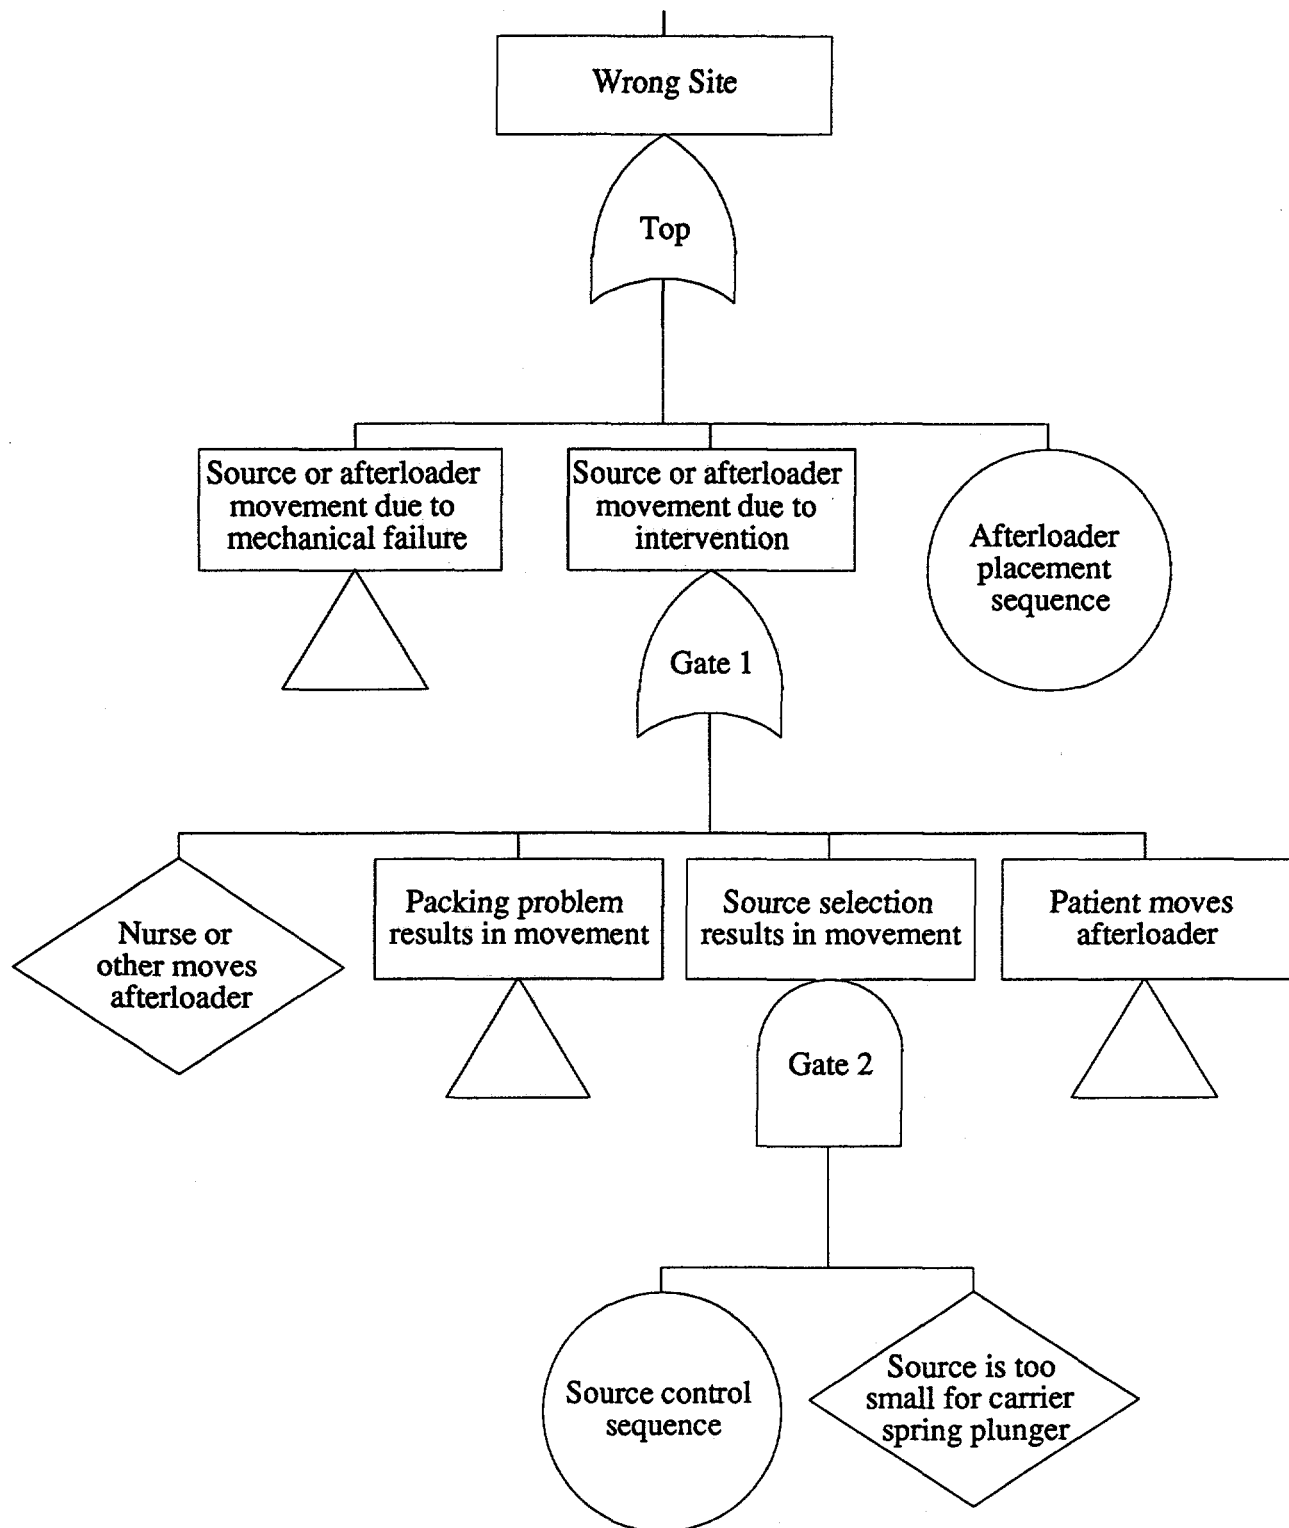 Wrong Site
Top
Source or afterloader
movement due to
mechanical failure
Source or afterloader
movement due to
intervention
Afterloader
placement
sequence
Gate 1
Nurse or
other moves
afterloader
Packing problem
results in movement
Source selection
results in movement
Patient moves
afterloader
Gate 2
Source control
sequence
Source is too
small for carrier
spring plunger